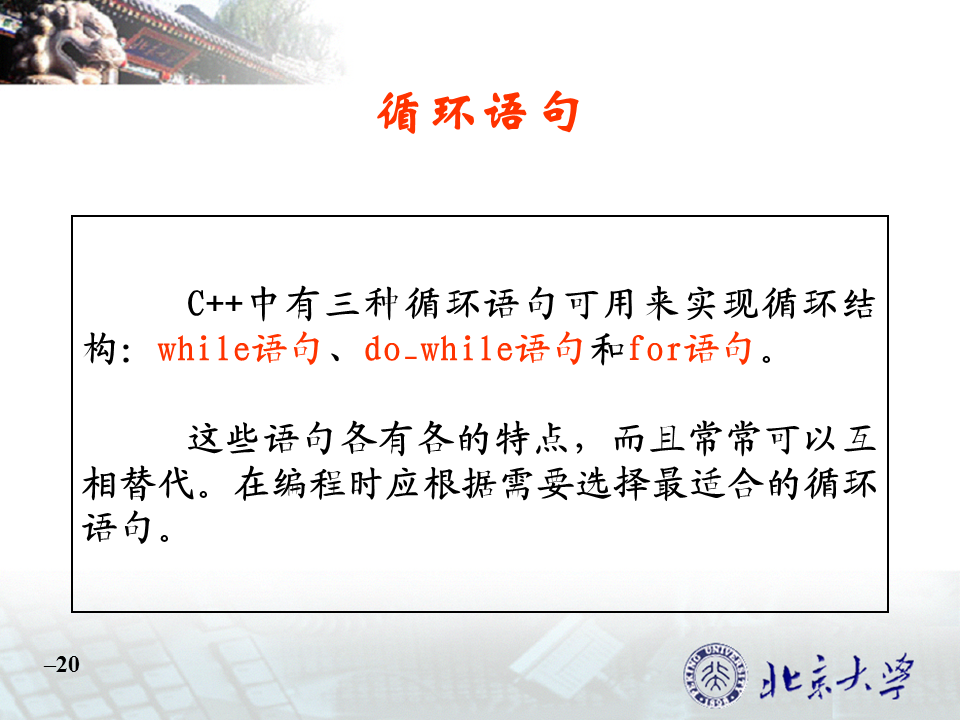 循环语句
C++中有三种循环语句可用来实现循环结
构：while语句、do_while语句和for语句。
这些语句各有各的特点，而且常常可以互
相替代。在编程时应根据需要选择最适合的循环
语句。
–20
PEKING UNIVERSITY
1898
北京大学